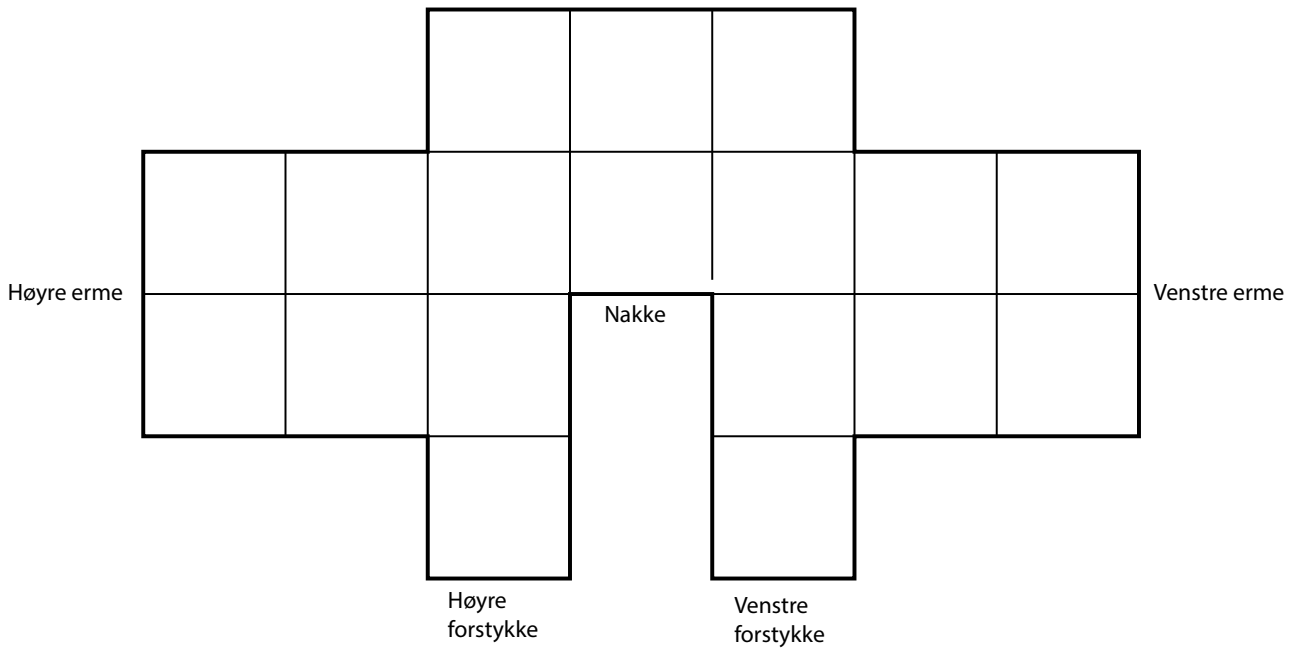 Høyre erme
Venstre erme
Nakke
Høyre
forstykke
Venstre
forstykke